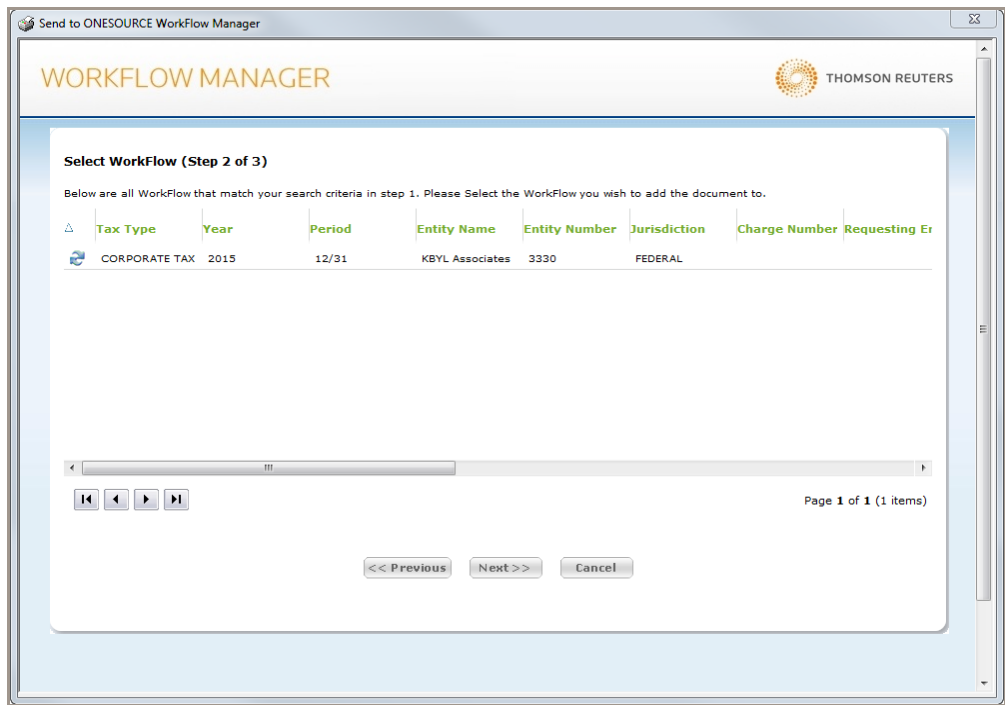 Send to ONESOURCE WorkFlow Manager
WORKFLOW MANAGER
THOMSON REUTERS
Select WorkFlow (Step 2 of 3)
Below are all WorkFlow that match your search criteria in step 1. Please Select the WorkFlow you wish to add the document to.
Tax Type Year Period Entity Name Entity Number Jurisdiction Charge Number Requesting Er
CORPORATE TAX 2015 12/31 KBYL Associates 3330 FEDERAL
Page 1 of 1 (1 items)
<< Previous Next >> Cancel